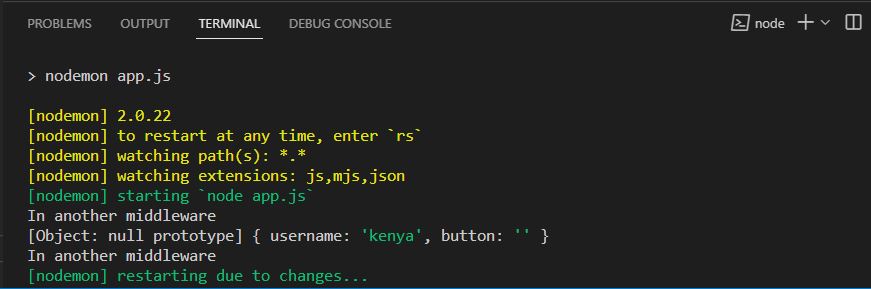 PROBLEMS OUTPUT TERMINAL DEBUG CONSOLE node
> nodemon app.js
[nodemon] 2.0.22
[nodemon] to restart at any time, enter `rs`
[nodemon] watching path(s): *.*
[nodemon] watching extensions: js,mjs,json
[nodemon] starting `node app.js`
In another middleware
[Object: null prototype] { username: 'kenya', button: '' }
In another middleware
[nodemon] restarting due to changes...